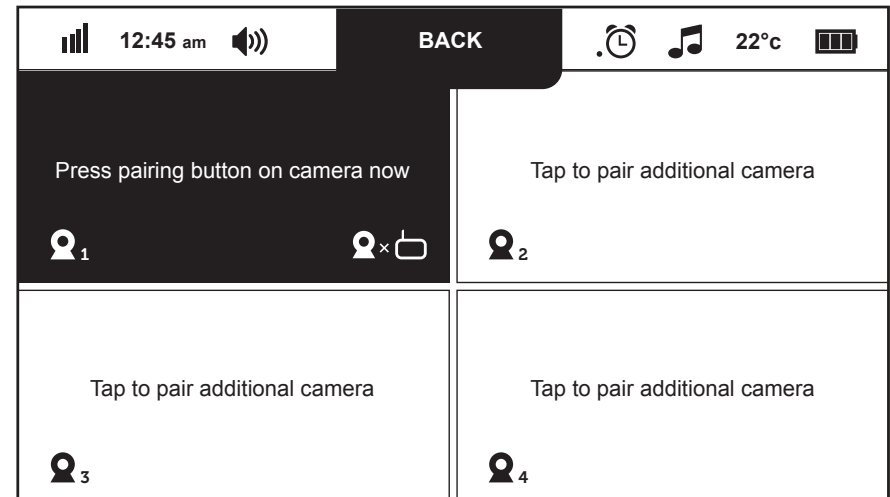 12:45 am BACK 22°c
Press pairing button on camera now
Tap to pair additional camera
1
2
Tap to pair additional camera
Tap to pair additional camera
3
4